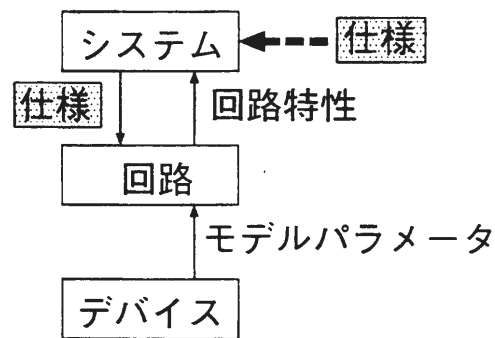 システム
仕様
仕様
回路特性
回路
モデルパラメータ
デバイス